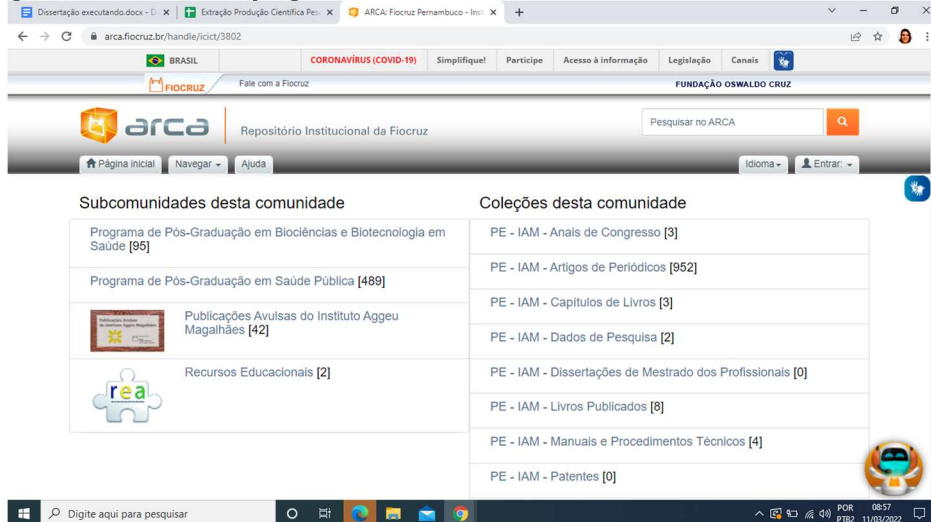 Dissertação executando.docx - D
Extração Produção Científica Pes
ARCA: Fiocruz Pernambuco - Inst
arca.fiocruz.br/handle/icict/3802
BRASIL
CORONAVÍRUS (COVID-19)
Simplifique!
Participe
Acesso à informação
Legislação
Canais
FIOCRUZ
Fale com a Fiocruz
FUNDAÇÃO OSWALDO CRUZ
arca
Repositório Institucional da Fiocruz
Pesquisar no ARCA
Página inicial
Navegar
Ajuda
Idioma
Entrar:
Subcomunidades desta comunidade
Programa de Pós-Graduação em Biociências e Biotecnologia em
Saúde [95]
Programa de Pós-Graduação em Saúde Pública [489]
Publicações Avulsas do Instituto Aggeu
Magalhães [42]
rea
Recursos Educacionais [2]
Coleções desta comunidade
PE - IAM - Anais de Congresso [3]
PE - IAM - Artigos de Periódicos [952]
PE - IAM - Capítulos de Livros [3]
PE - IAM - Dados de Pesquisa [2]
PE - IAM - Dissertações de Mestrado dos Profissionais [0]
PE - IAM - Livros Publicados [8]
PE - IAM - Manuais e Procedimentos Técnicos [4]
PE - IAM - Patentes [0]
Digite aqui para pesquisar
POR
PTB2
08:57
11/03/2022